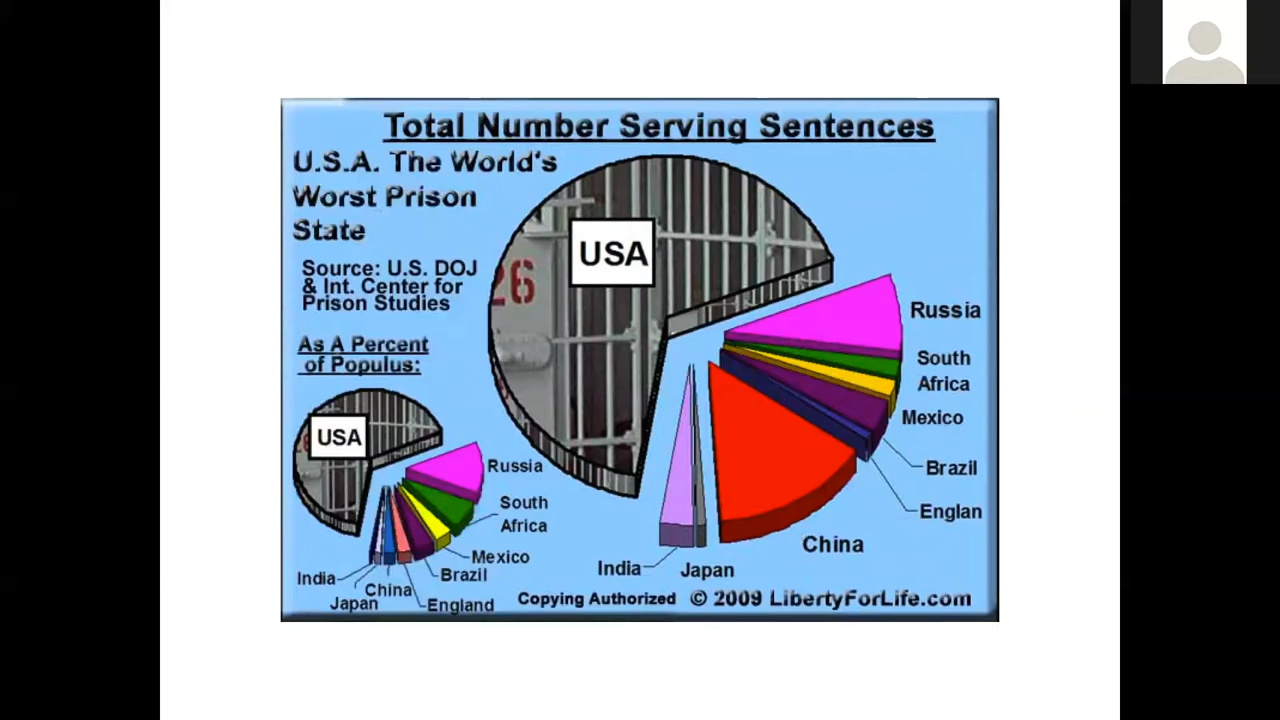 Total Number Serving Sentences
U.S.A. The World's
Worst Prison
State
Source: U.S. DOJ
& Int. Center for
Prison Studies
As A Percent
of Populus:
USA
Russia
South
Africa
Mexico
Brazil
Englan
China
Japan
India
USA
Russia
South
Africa
Mexico
Brazil
England
China
Japan
India
26
Copying Authorized © 2009 LibertyForLife.com